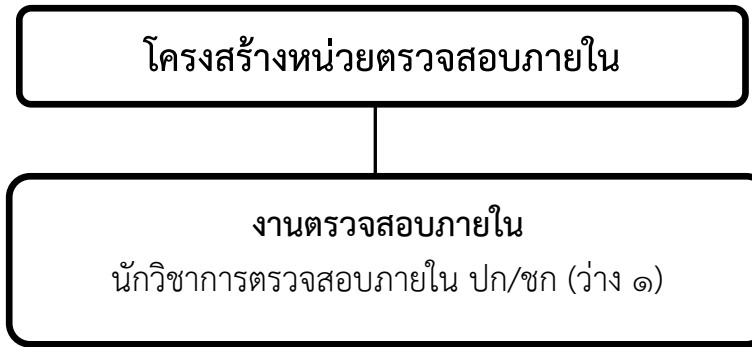 โครงสร้างหน่วยตรวจสอบภายใน
งานตรวจสอบภายใน
นักวิชาการตรวจสอบภายใน ปก/ชก (ว่าง ๑)